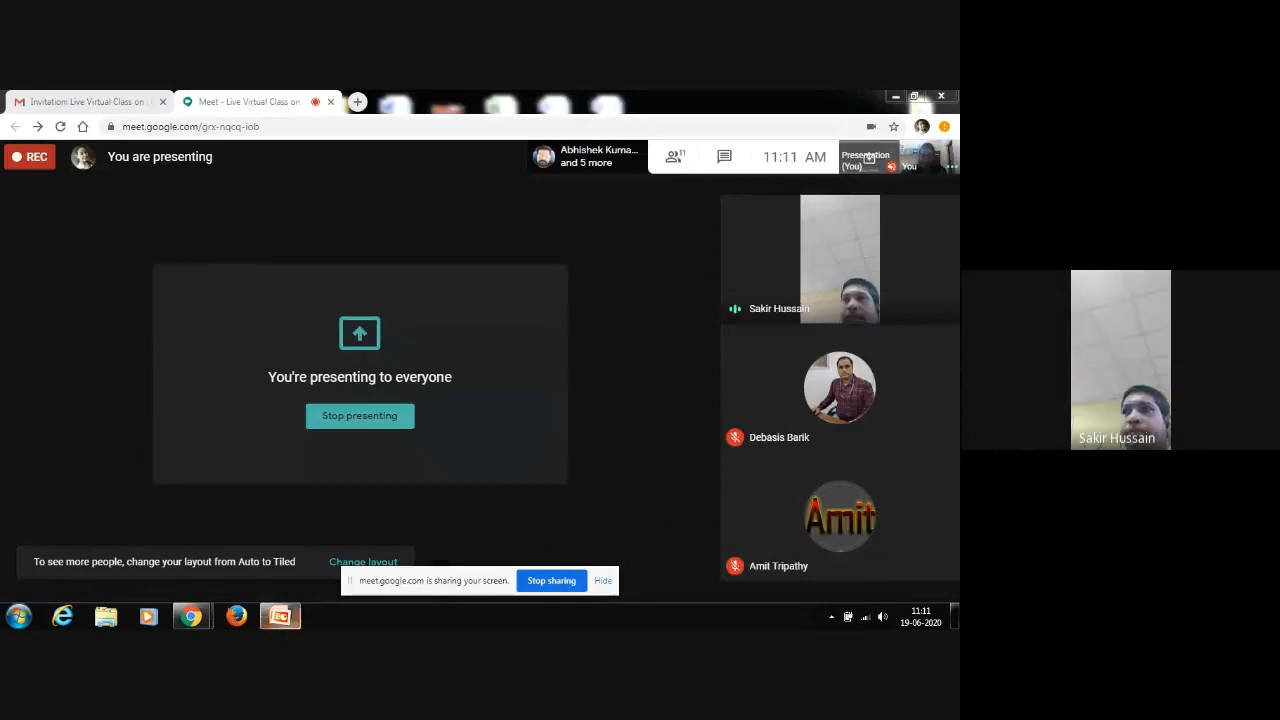 Invitation: Live Virtual Class on
Meet - Live Virtual Class on
meet.google.com/grx-nqcq-iob
REC
You are presenting
Abhishek Kuma...
and 5 more
11
11:11 AM
Presentation
(You)
You
Sakir Hussain
You're presenting to everyone
Stop presenting
Debasis Barik
Sakir Hussain
Amit
Amit Tripathy
To see more people, change your layout from Auto to Tiled
Change layout
meet.google.com is sharing your screen.
Stop sharing
Hide
11:11
19-06-2020